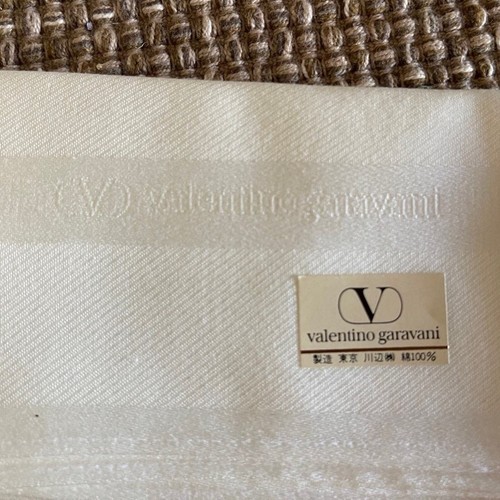 V valentino garavani
V
valentino garavani
製造 東京 川辺㈱ 綿100%